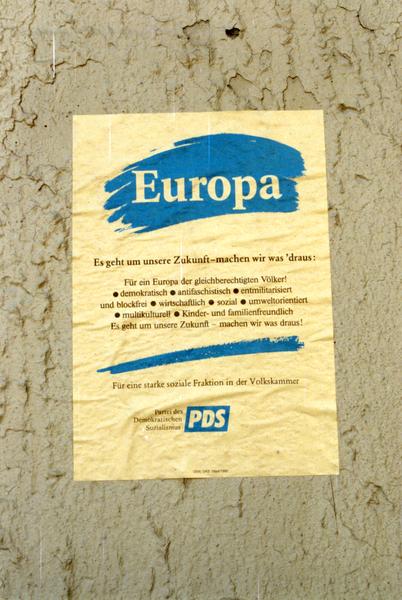 Europa
Es geht um unsere Zukunft–machen wir was 'draus:
Für ein Europa der gleichberechtigten Völker!
● demokratisch ● antifaschistisch ● entmilitarisiert
und blockfrei ● wirtschaftlich ● sozial ● umweltorientiert
● multikulturell ● Kinder- und familienfreundlich
Es geht um unsere Zukunft – machen wir was draus!
Für eine starke soziale Fraktion in der Volkskammer
Partei des
Demokratischen
Sozialismus
PDS